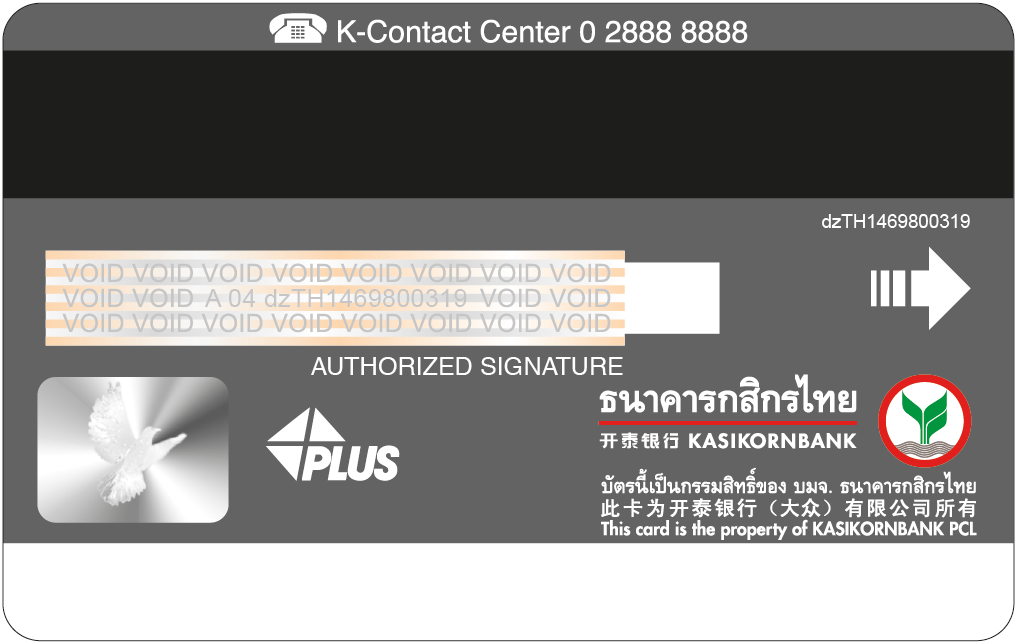 K-Contact Center 0 2888 8888
dzTH1469800319
VOID VOID VOID VOID VOID VOID VOID VOID
VOID VOID A 04 dzTH1469800319 VOID VOID
VOID VOID VOID VOID VOID VOID VOID VOID
AUTHORIZED SIGNATURE
PLUS
ธนาคารกสิกรไทย
开泰银行 KASIKORNBANK
บัตรนี้เป็นกรรมสิทธิ์ของ บมจ. ธนาคารกสิกรไทย
此卡为开泰银行（大众）有限公司所有
This card is the property of KASIKORNBANK PCL